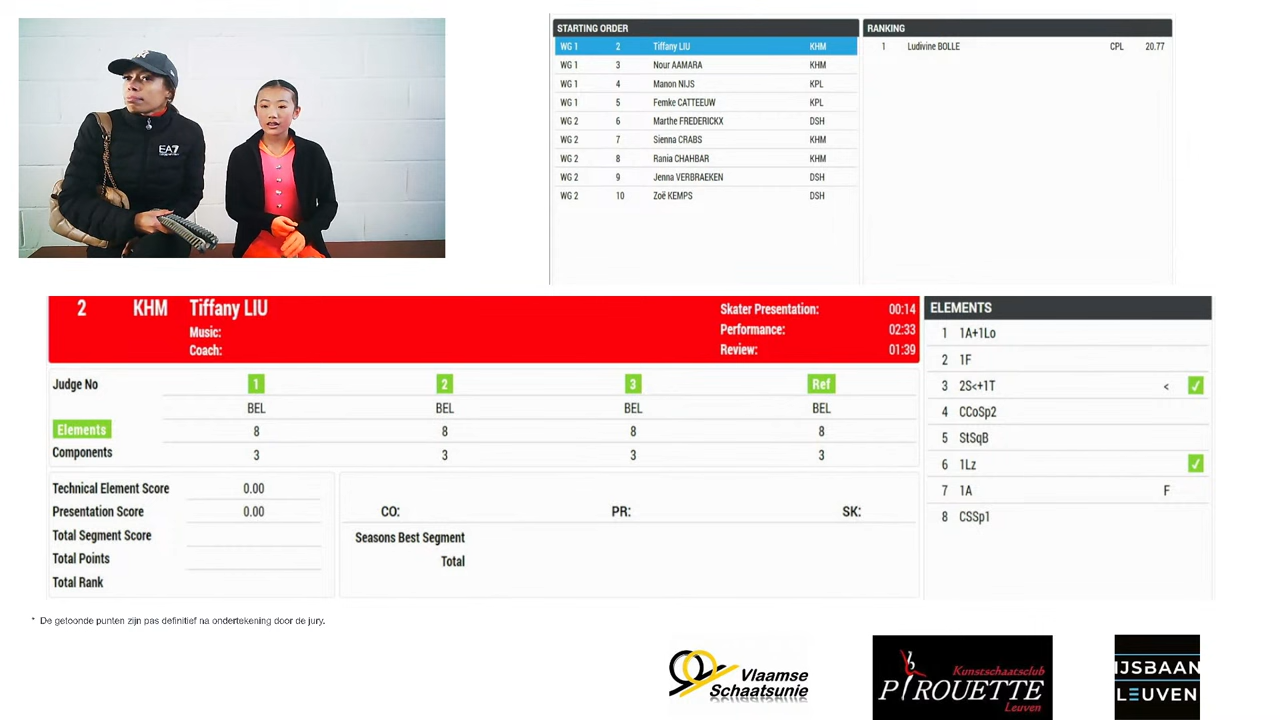 EA7
STARTING ORDER
WG 1 2 Tiffany LIU KHM
WG 1 3 Nour AAMARA KHM
WG 1 4 Manon NIJS KPL
WG 1 5 Femke CATTEEUW KPL
WG 2 6 Marthe FREDERICKX DSH
WG 2 7 Sienna CRABS KHM
WG 2 8 Rania CHAHBAR KHM
WG 2 9 Jenna VERBRAEKEN DSH
WG 2 10 Zoë KEMPS DSH
RANKING
1 Ludivine BOLLE CPL 20.77
2 KHM Tiffany LIU
Music:
Coach:
Skater Presentation: 00:14
Performance: 02:33
Review: 01:39
Judge No 1 2 3 Ref
BEL BEL BEL BEL
Elements 8 8 8 8
Components 3 3 3 3
Technical Element Score 0.00
Presentation Score 0.00
Total Segment Score
Total Points
Total Rank
CO: PR: SK:
Seasons Best Segment
Total
ELEMENTS
1 1A+1Lo
2 1F
3 2S<+1T < ✓
4 CCoSp2
5 StSqB
6 1Lz ✓
7 1A F
8 CSSp1
* De getoonde punten zijn pas definitief na ondertekening door de jury.
Vlaamse
Schaatsunie
Kunstschaatsclub
PIROUETTE
Leuven
IJSBAAN
LEUVEN